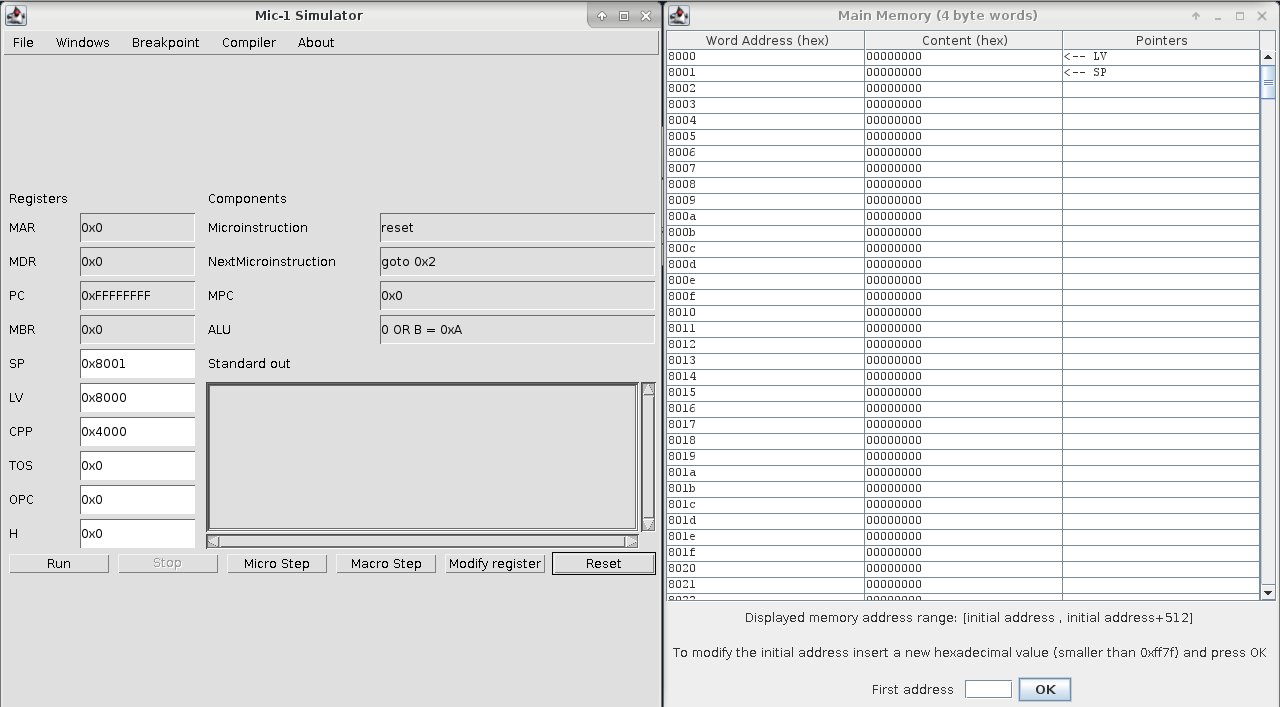 Mic-1 Simulator
File Windows Breakpoint Compiler About
Registers Components
MAR 0x0 Microinstruction reset
MDR 0x0 NextMicroinstruction goto 0x2
PC 0xFFFFFFFF MPC 0x0
MBR 0x0 ALU 0 OR B = 0xA
SP 0x8001 Standard out
LV 0x8000
CPP 0x4000
TOS 0x0
OPC 0x0
H 0x0
Run Stop Micro Step Macro Step Modify register Reset
Main Memory (4 byte words)
Word Address (hex) Content (hex) Pointers
8000 00000000 <-- LV
8001 00000000 <-- SP
8002 00000000
8003 00000000
8004 00000000
8005 00000000
8006 00000000
8007 00000000
8008 00000000
8009 00000000
800a 00000000
800b 00000000
800c 00000000
800d 00000000
800e 00000000
800f 00000000
8010 00000000
8011 00000000
8012 00000000
8013 00000000
8014 00000000
8015 00000000
8016 00000000
8017 00000000
8018 00000000
8019 00000000
801a 00000000
801b 00000000
801c 00000000
801d 00000000
801e 00000000
801f 00000000
8020 00000000
8021 00000000
8022 00000000
Displayed memory address range: [initial address , initial address+512]
To modify the initial address insert a new hexadecimal value (smaller than 0xff7f) and press OK
First address OK